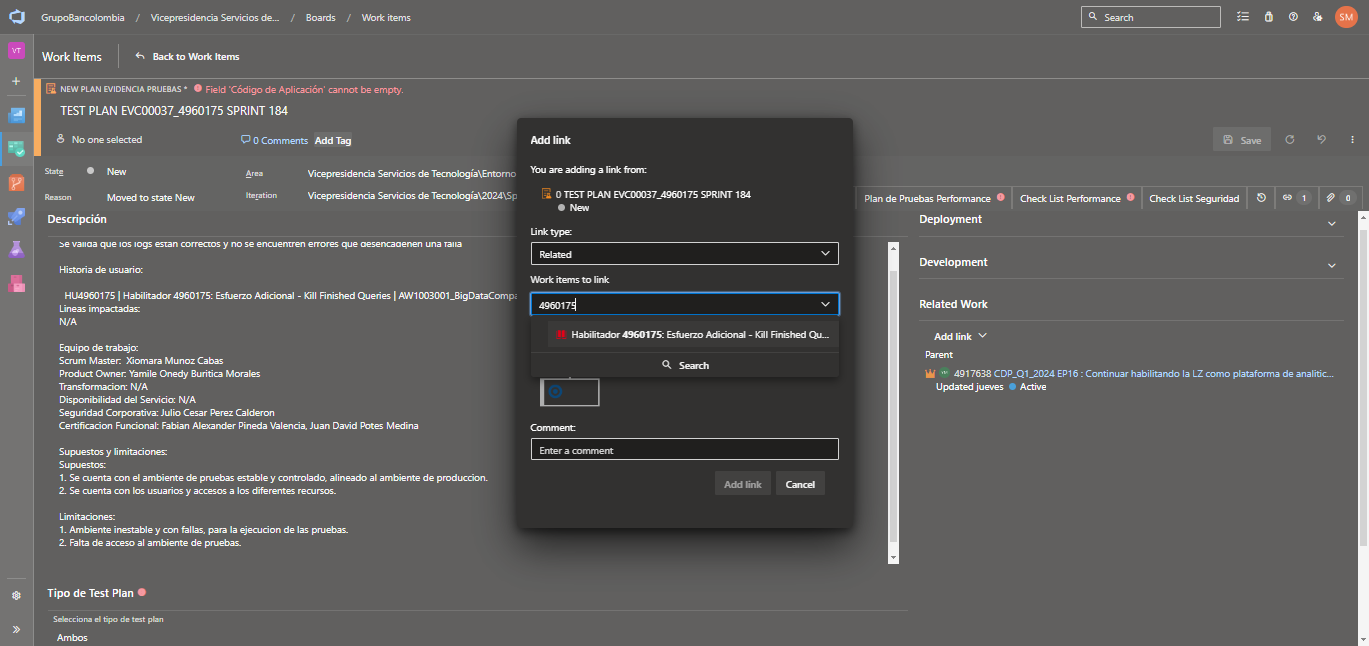 GrupoBancolombia / Vicepresidencia Servicios de... / Boards / Work items
Search
SM
VT
Work Items
Back to Work Items
NEW PLAN EVIDENCIA PRUEBAS * Field 'Código de Aplicación' cannot be empty.
TEST PLAN EVC00037_4960175 SPRINT 184
No one selected
0 Comments
Add Tag
Save
State
New
Area
Vicepresidencia Servicios de Tecnología\Entorno
Reason
Moved to state New
Iteration
Vicepresidencia Servicios de Tecnología\2024\Sp
Plan de Pruebas Performance
Check List Performance
Check List Seguridad
1
0
Descripción
Se valida que los logs estan correctos y no se encuentren errores que desencadenen una falla
Historia de usuario:
HU4960175 | Habilitador 4960175: Esfuerzo Adicional - Kill Finished Queries | AW1003001_BigDataCompa
Lineas impactadas:
N/A
Equipo de trabajo:
Scrum Master: Xiomara Munoz Cabas
Product Owner: Yamile Onedy Buritica Morales
Transformacion: N/A
Disponibilidad del Servicio: N/A
Seguridad Corporativa: Julio Cesar Perez Calderon
Certificacion Funcional: Fabian Alexander Pineda Valencia, Juan David Potes Medina
Supuestos y limitaciones:
Supuestos:
1. Se cuenta con el ambiente de pruebas estable y controlado, alineado al ambiente de produccion.
2. Se cuenta con los usuarios y accesos a los diferentes recursos.
Limitaciones:
1. Ambiente inestable y con fallas, para la ejecucion de las pruebas.
2. Falta de acceso al ambiente de pruebas.
Tipo de Test Plan
Selecciona el tipo de test plan
Ambos
Add link
You are adding a link from:
0 TEST PLAN EVC00037_4960175 SPRINT 184
New
Link type:
Related
Work items to link
4960175
Habilitador 4960175: Esfuerzo Adicional - Kill Finished Qu...
Search
Comment:
Enter a comment
Add link
Cancel
Deployment
Development
Related Work
Add link
Parent
4917638 CDP_Q1_2024 EP16 : Continuar habilitando la LZ como plataforma de analitic...
Updated jueves
Active